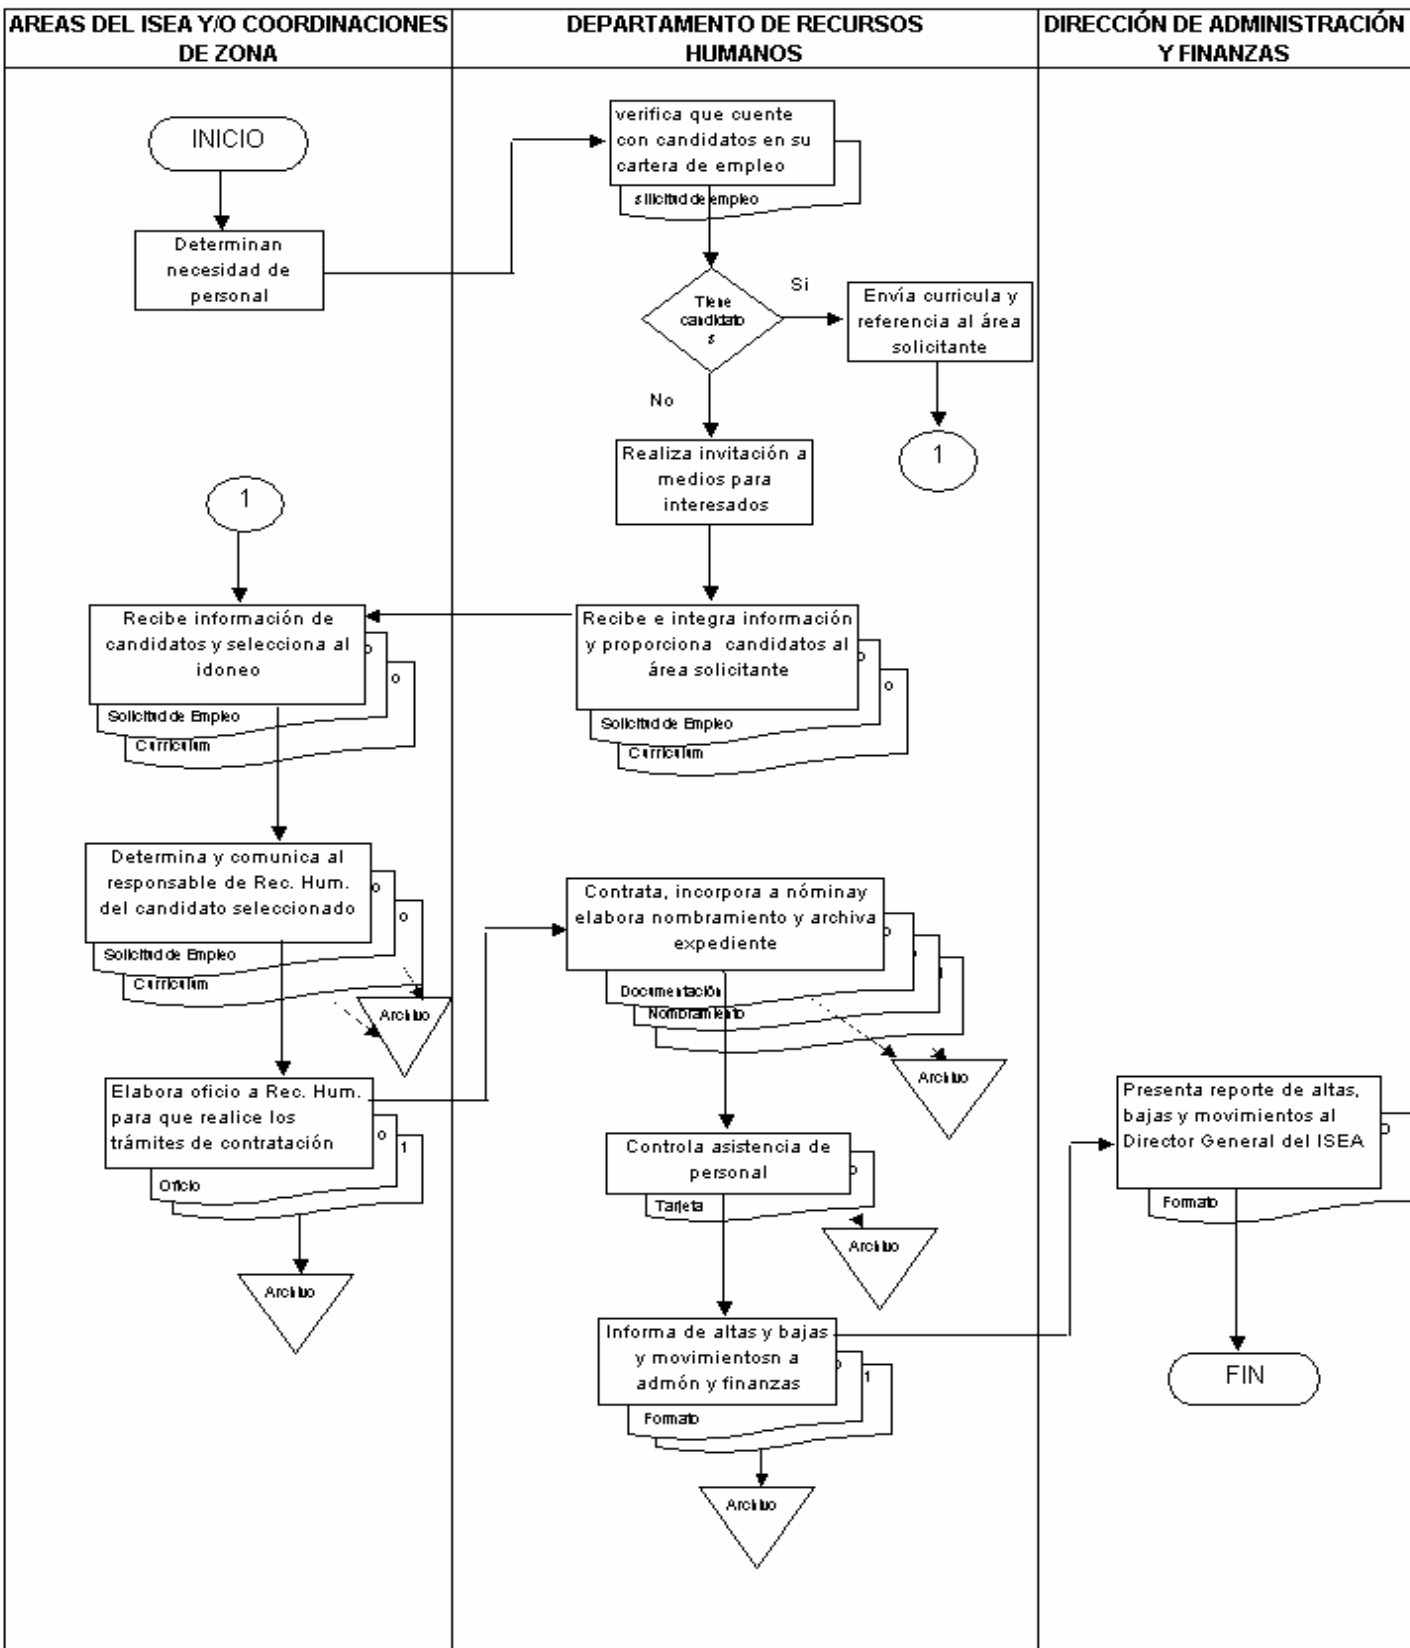 AREAS DEL ISEA Y/O COORDINACIONES
DE ZONA
DEPARTAMENTO DE RECURSOS
HUMANOS
DIRECCIÓN DE ADMINISTRACIÓN
Y FINANZAS
INICIO
Determinan
necesidad de
personal
verifica que cuente
con candidatos en su
cartera de empleo
silicitud de empleo
Tiene
candidato
s
Si
Envía curricula y
referencia al área
solicitante
1
No
Realiza invitación a
medios para
interesados
1
Recibe información de
candidatos y selecciona al
idoneo
o
o
Solicitud de Empleo
Curriculum
Recibe e integra información
y proporciona candidatos al
área solicitante
o
o
Solicitud de Empleo
Curriculum
Determina y comunica al
responsable de Rec. Hum.
del candidato seleccionado
o
o
Solicitud de Empleo
Curriculum
Archivo
Contrata, incorpora a nóminay
elabora nombramiento y archiva
expediente
o
Documentación
Nombramiento
Archivo
Elabora oficio a Rec. Hum.
para que realice los
trámites de contratación
o
1
Oficio
Archivo
Controla asistencia de
personal
o
Tarjeta
Archivo
Informa de altas y bajas
y movimientosn a
admón y finanzas
o
1
Formato
Archivo
Presenta reporte de altas,
bajas y movimientos al
Director General del ISEA
o
Formato
FIN